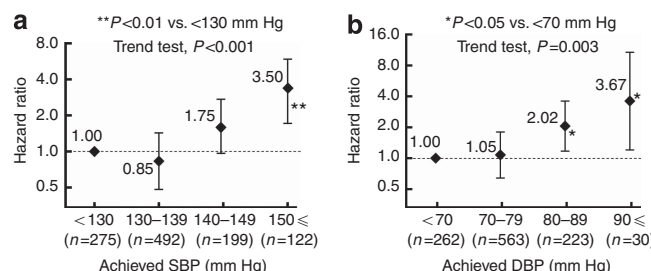 a
**P<0.01 vs. <130 mm Hg
Trend test, P<0.001
Hazard ratio
8.0
4.0
2.0
1.0
0.5
1.00
0.85
1.75
3.50
**
<130 130–139 140–149 150≤
(n=275) (n=492) (n=199) (n=122)
Achieved SBP (mm Hg)
b
*P<0.05 vs. <70 mm Hg
Trend test, P=0.003
Hazard ratio
16.0
8.0
4.0
2.0
1.0
0.5
1.00
1.05
2.02
*
3.67
*
<70 70–79 80–89 90≤
(n=262) (n=563) (n=223) (n=30)
Achieved DBP (mm Hg)